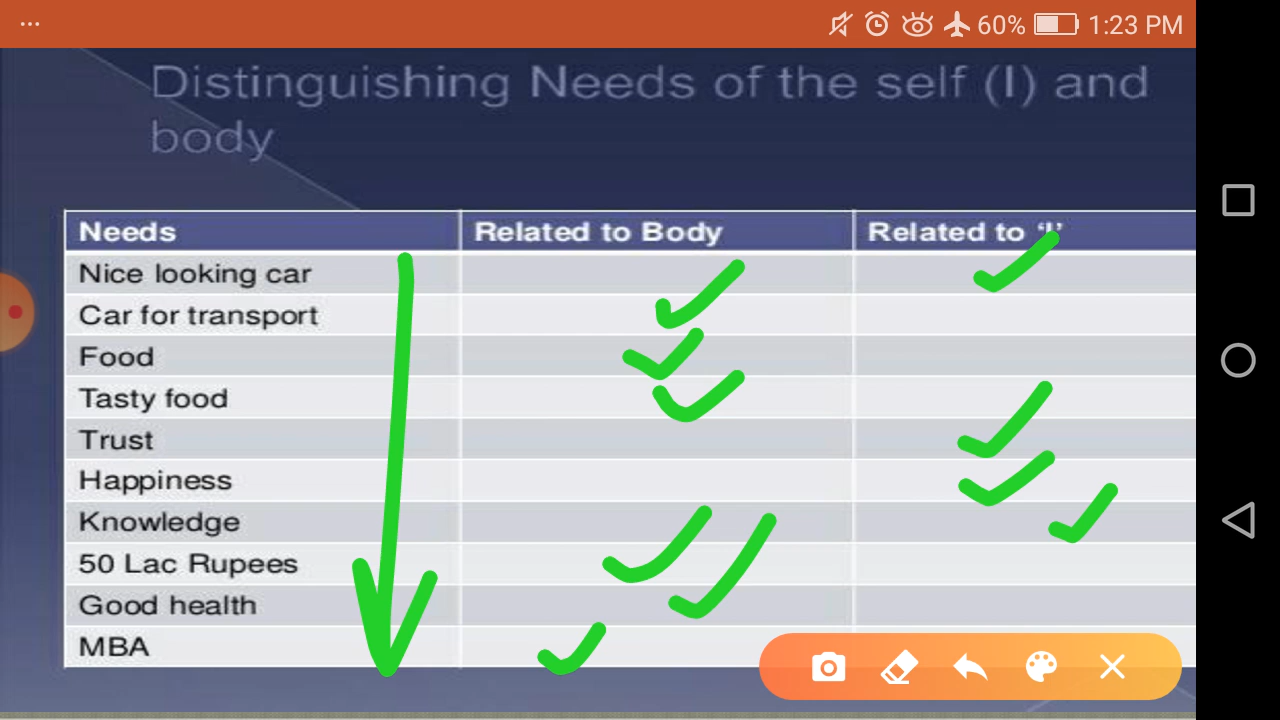 60% 1:23 PM
Distinguishing Needs of the self (I) and
body
Needs Related to Body Related to 'I'
Nice looking car
Car for transport
Food
Tasty food
Trust
Happiness
Knowledge
50 Lac Rupees
Good health
MBA